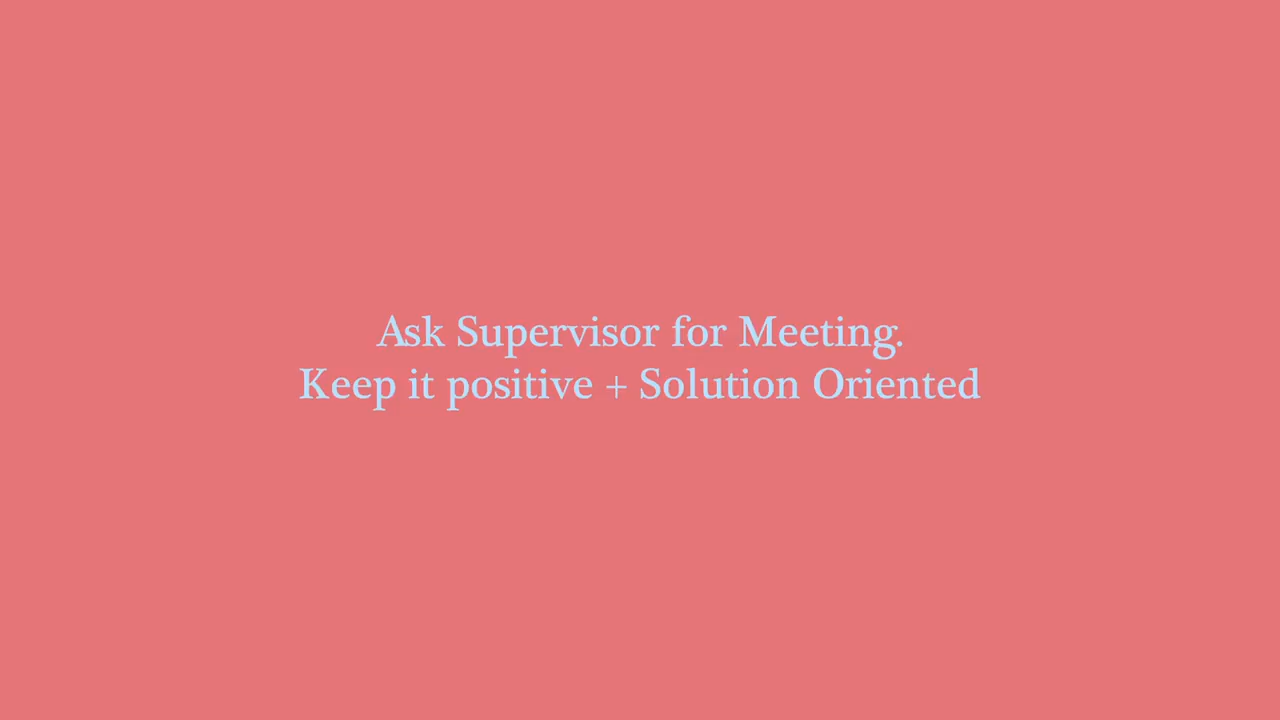 Ask Supervisor for Meeting.
Keep it positive + Solution Oriented